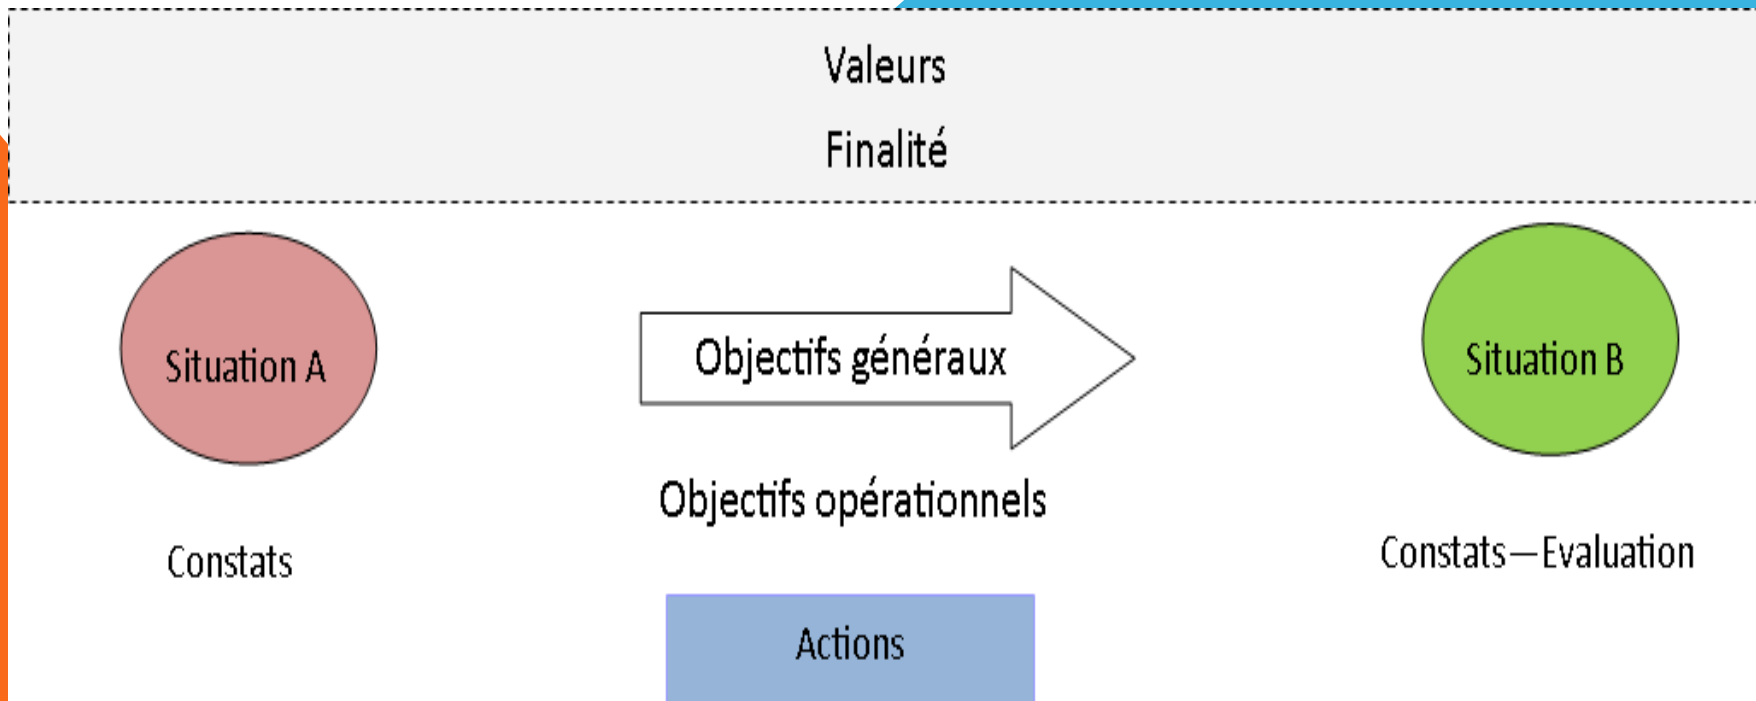 Valeurs
Finalité
Situation A
Objectifs généraux
Situation B
Objectifs opérationnels
Constats
Constats—Evaluation
Actions